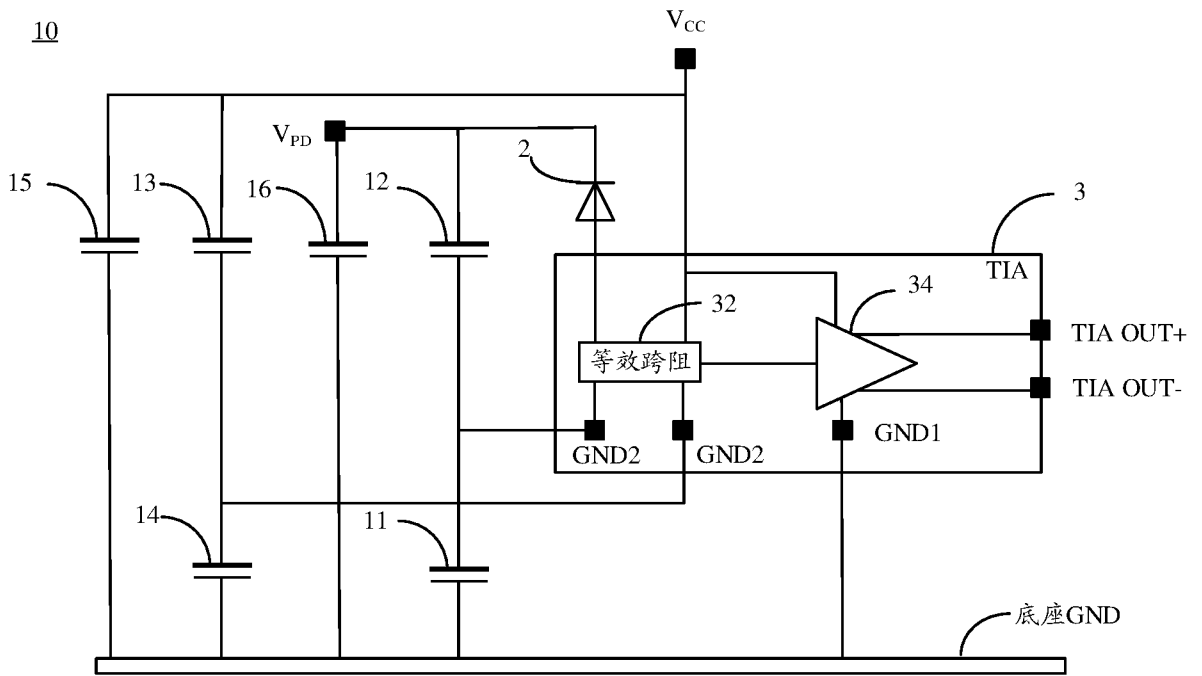 10
VCC
VPD
2
15
13
16
12
3
TIA
32
34
等效跨阻
TIA OUT+
TIA OUT-
GND2
GND2
GND1
14
11
底座GND